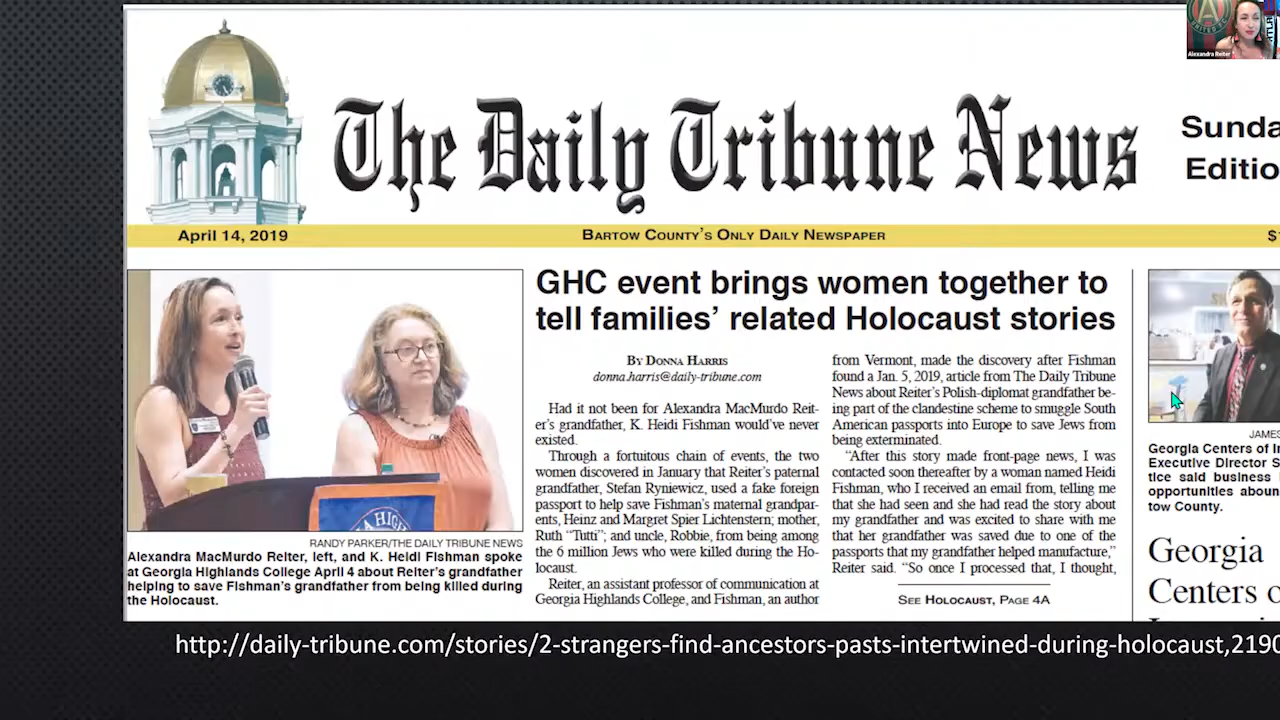 Alexandra Reiter
The Daily Tribune News
April 14, 2019
BARTOW COUNTY'S ONLY DAILY NEWSPAPER
RANDY PARKER/THE DAILY TRIBUNE NEWS
Alexandra MacMurdo Reiter, left, and K. Heidi Fishman spoke
at Georgia Highlands College April 4 about Reiter's grandfather
helping to save Fishman's grandfather from being killed during
the Holocaust.
GHC event brings women together to
tell families' related Holocaust stories
BY DONNA HARRIS
donna.harris@daily-tribune.com
Had it not been for Alexandra MacMurdo Reit-
er's grandfather, K. Heidi Fishman would've never
existed.
Through a fortuitous chain of events, the two
women discovered in January that Reiter's paternal
grandfather, Stefan Ryniewicz, used a fake foreign
passport to help save Fishman's maternal grandpar-
ents, Heinz and Margret Spier Lichtenstern; mother,
Ruth "Tutti"; and uncle, Robbie, from being among
the 6 million Jews who were killed during the Ho-
locaust.
Reiter, an assistant professor of communication at
Georgia Highlands College, and Fishman, an author
from Vermont, made the discovery after Fishman
found a Jan. 5, 2019, article from The Daily Tribune
News about Reiter's Polish-diplomat grandfather be-
ing part of the clandestine scheme to smuggle South
American passports into Europe to save Jews from
being exterminated.
"After this story made front-page news, I was
contacted soon thereafter by a woman named Heidi
Fishman, who I received an email from, telling me
that she had seen and she had read the story about
my grandfather and was excited to share with me
that her grandfather was saved due to one of the
passports that my grandfather helped manufacture,"
Reiter said. "So once I processed that, I thought,
SEE HOLOCAUST, PAGE 4A
Sunda
Editio
JAMES
Georgia Centers of I
Executive Director S
tice said business
opportunities aboun
tow County.
Georgia
Centers o
http://daily-tribune.com/stories/2-strangers-find-ancestors-pasts-intertwined-during-holocaust,2190